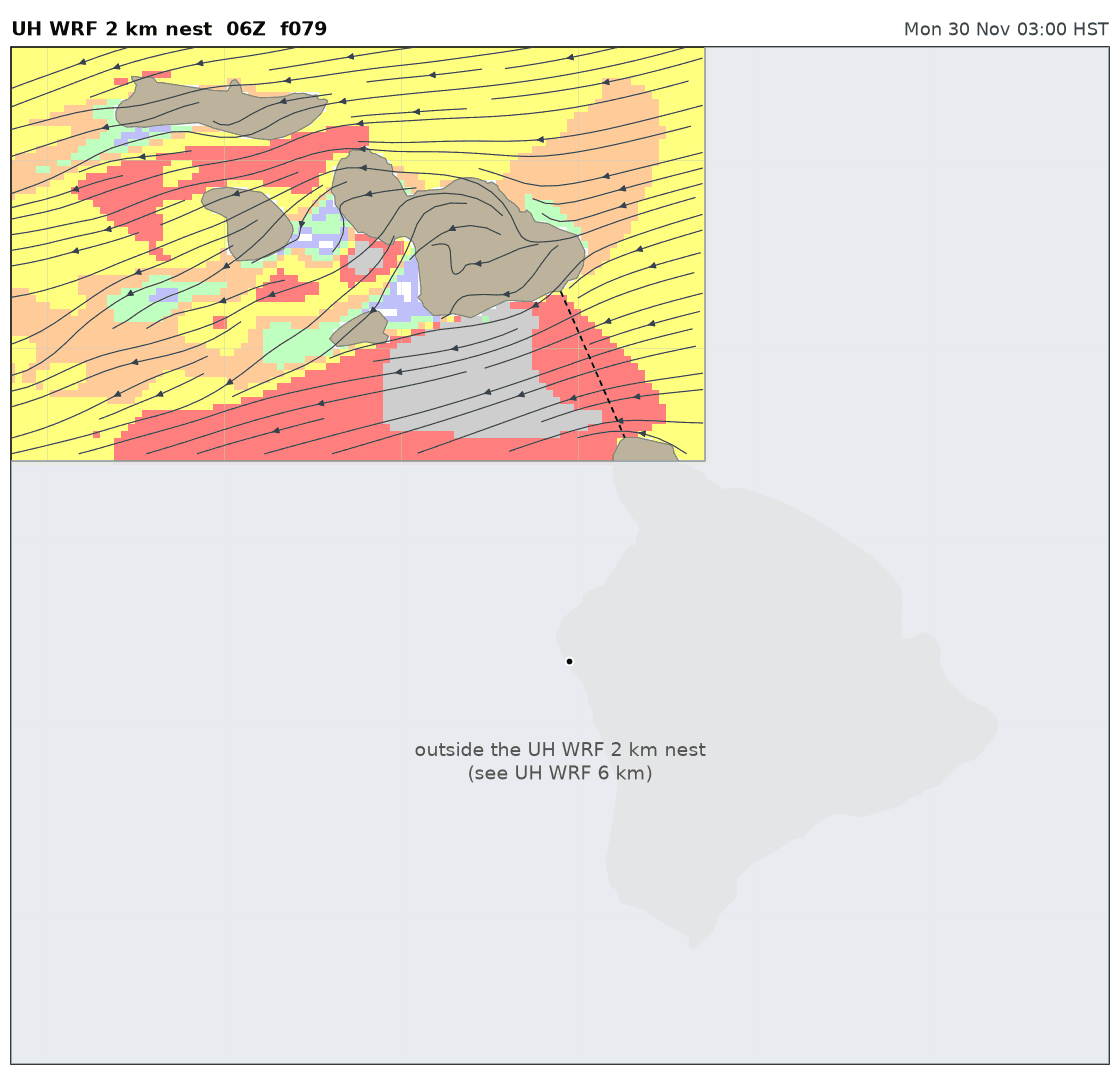 UH WRF 2 km nest  06Z  f079
Mon 30 Nov 03:00 HST
outside the UH WRF 2 km nest
(see UH WRF 6 km)